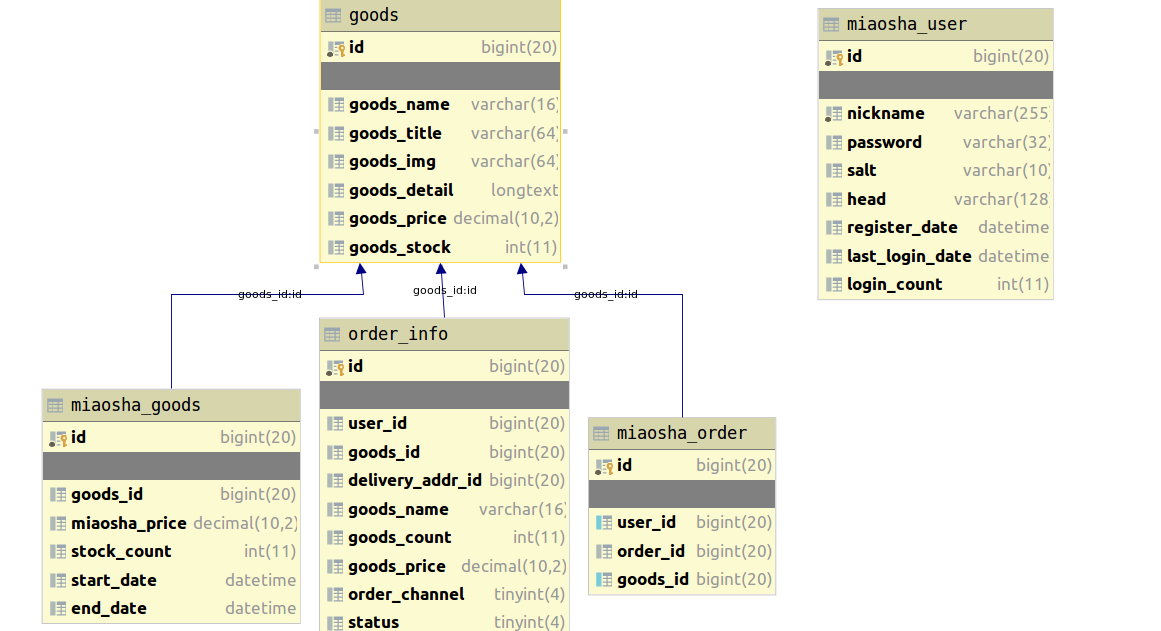 goods
id bigint(20)
goods_name varchar(16)
goods_title varchar(64)
goods_img varchar(64)
goods_detail longtext
goods_price decimal(10,2)
goods_stock int(11)
miaosha_user
id bigint(20)
nickname varchar(255
password varchar(32)
salt varchar(10)
head varchar(128
register_date datetime
last_login_date datetime
login_count int(11)
goods_id:id
goods_id:id
goods_id:id
miaosha_goods
id bigint(20)
goods_id bigint(20)
miaosha_price decimal(10,2)
stock_count int(11)
start_date datetime
end_date datetime
order_info
id bigint(20)
user_id bigint(20)
goods_id bigint(20)
delivery_addr_id bigint(20)
goods_name varchar(16)
goods_count int(11)
goods_price decimal(10,2)
order_channel tinyint(4)
status tinyint(4)
miaosha_order
id bigint(20)
user_id bigint(20)
order_id bigint(20)
goods_id bigint(20)